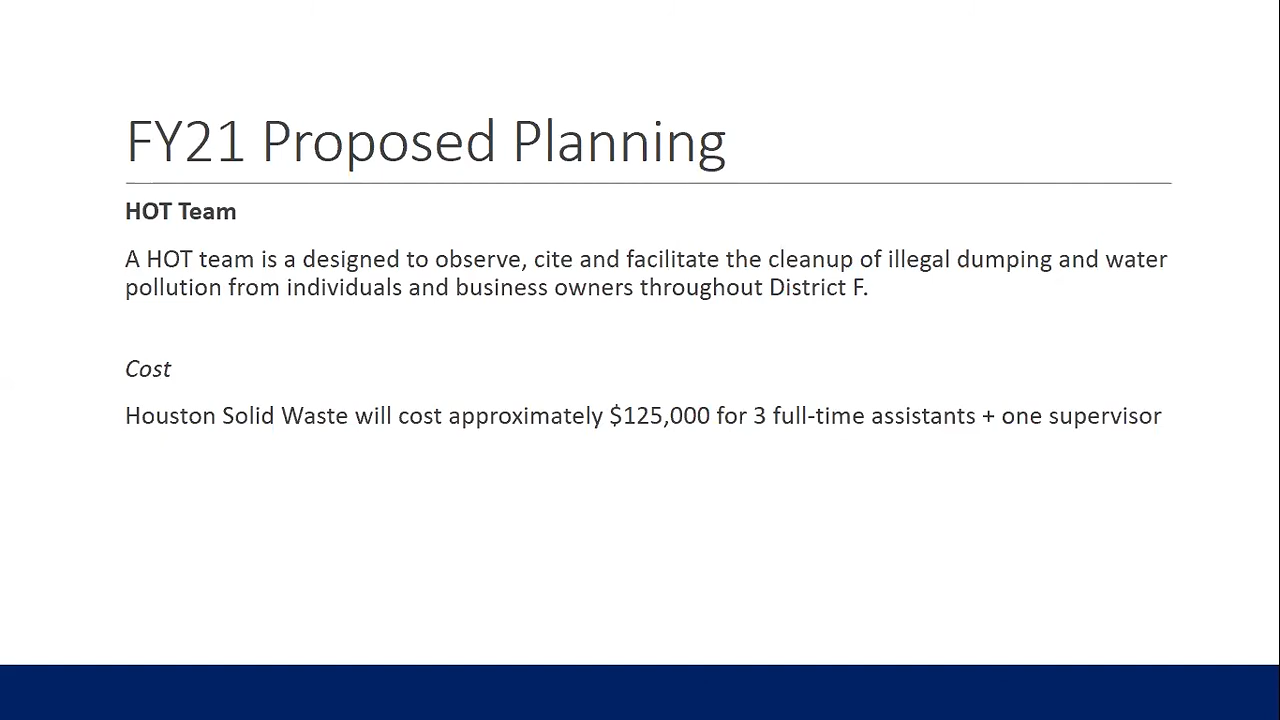 FY21 Proposed Planning
HOT Team
A HOT team is a designed to observe, cite and facilitate the cleanup of illegal dumping and water
pollution from individuals and business owners throughout District F.
Cost
Houston Solid Waste will cost approximately $125,000 for 3 full-time assistants + one supervisor